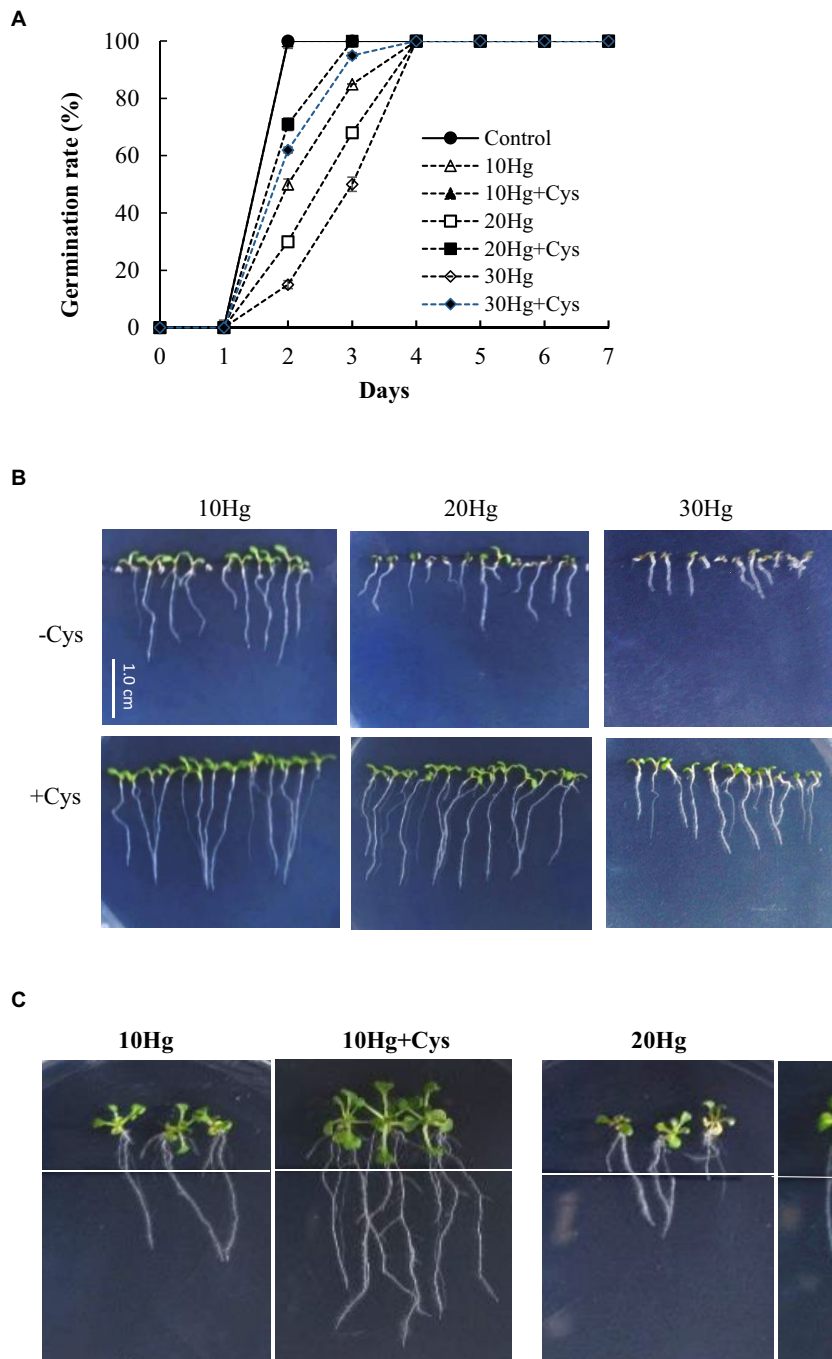 A
Germination rate (%)
100
80
60
40
20
0
0 1 2 3 4 5 6 7
Days
Control
10Hg
10Hg+Cys
20Hg
20Hg+Cys
30Hg
30Hg+Cys
B
10Hg 20Hg 30Hg
-Cys
1.0 cm
+Cys
C
10Hg 10Hg+Cys 20Hg